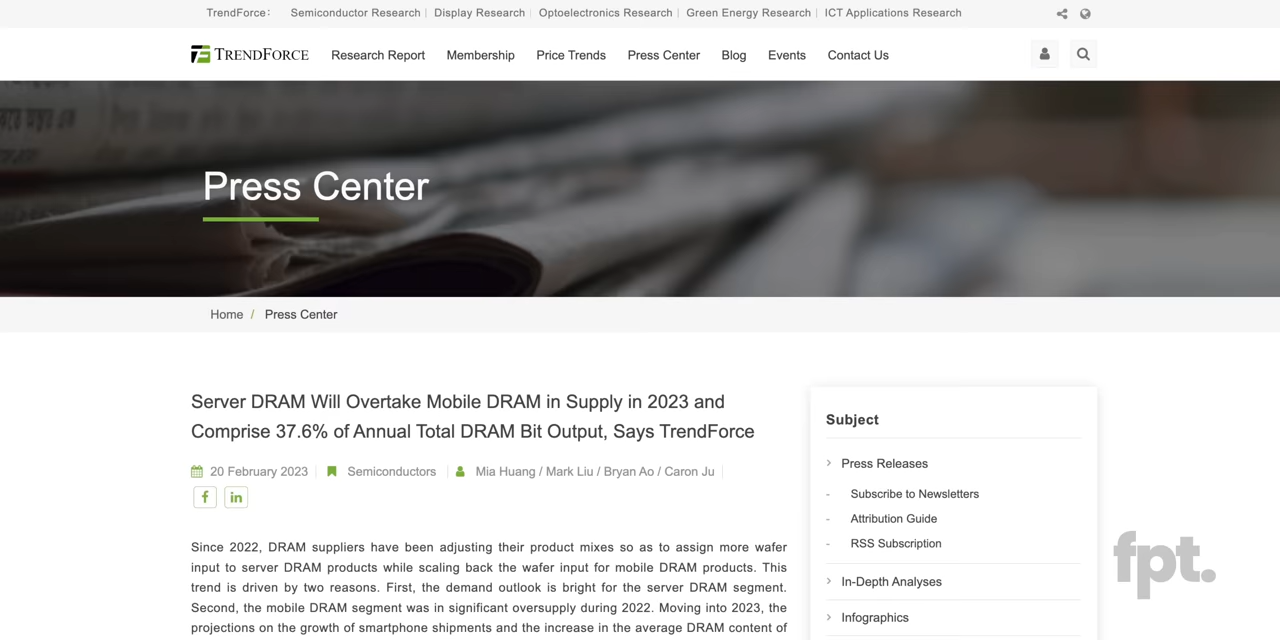 TrendForce: Semiconductor Research Display Research Optoelectronics Research Green Energy Research ICT Applications Research
TRENDFORCE Research Report Membership Price Trends Press Center Blog Events Contact Us
Press Center
Home / Press Center
Server DRAM Will Overtake Mobile DRAM in Supply in 2023 and
Comprise 37.6% of Annual Total DRAM Bit Output, Says TrendForce
20 February 2023 Semiconductors Mia Huang / Mark Liu / Bryan Ao / Caron Ju
f in
Since 2022, DRAM suppliers have been adjusting their product mixes so as to assign more wafer
input to server DRAM products while scaling back the wafer input for mobile DRAM products. This
trend is driven by two reasons. First, the demand outlook is bright for the server DRAM segment.
Second, the mobile DRAM segment was in significant oversupply during 2022. Moving into 2023, the
projections on the growth of smartphone shipments and the increase in the average DRAM content of
Subject
Press Releases
- Subscribe to Newsletters
- Attribution Guide
- RSS Subscription
In-Depth Analyses
Infographics
fpt.